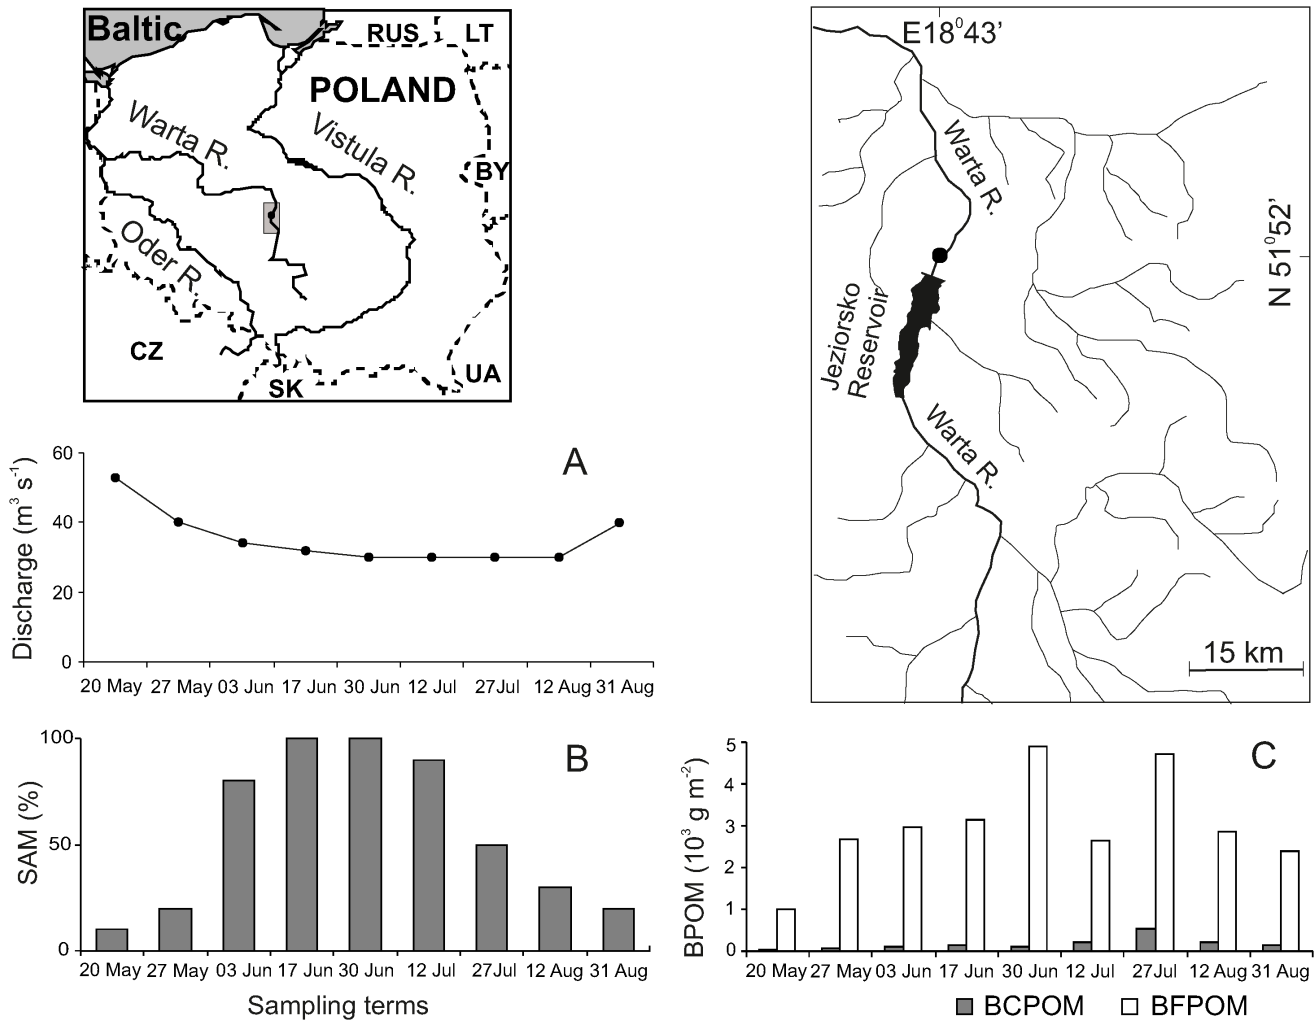 Baltic
RUS
LT
POLAND
Warta R.
Vistula R.
BY
Oder R.
CZ
SK
UA
E18⁰43’
Warta R.
N 51⁰52’
Jeziorsko
Reservoir
Warta R.
15 km
A
Discharge (m³ s⁻¹)
60
40
20
0
20 May 27 May 03 Jun 17 Jun 30 Jun 12 Jul 27Jul 12 Aug 31 Aug
B
SAM (%)
100
50
0
20 May 27 May 03 Jun 17 Jun 30 Jun 12 Jul 27Jul 12 Aug 31 Aug
Sampling terms
C
BPOM (10³ g m⁻²)
5
4
3
2
1
0
20 May 27 May 03 Jun 17 Jun 30 Jun 12 Jul 27Jul 12 Aug 31 Aug
BCPOM BFPOM